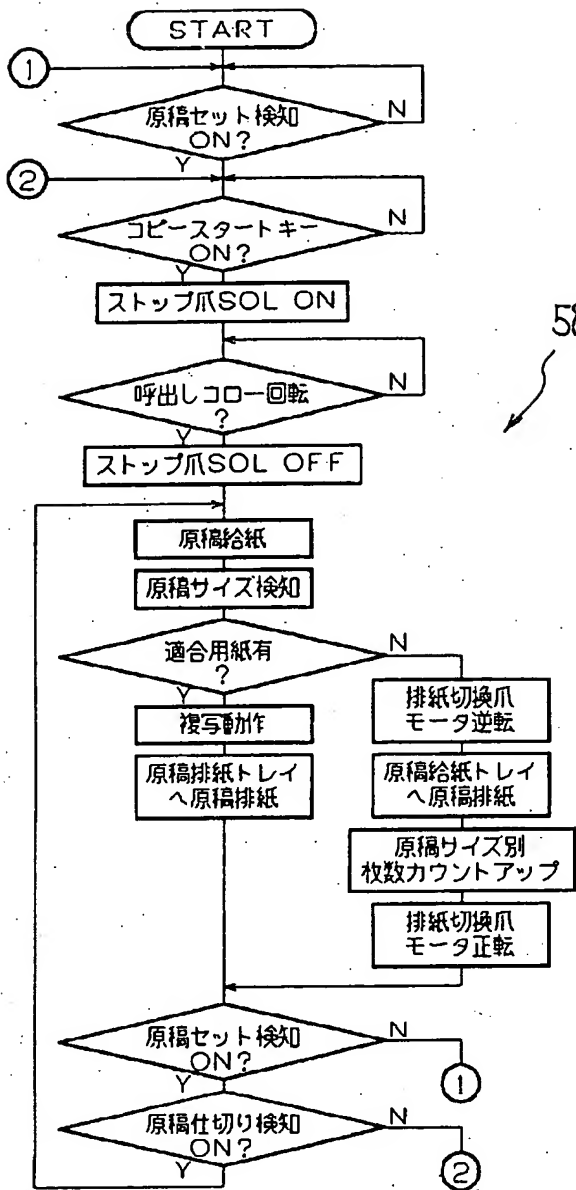 START
①
原稿セット検知
ON?
N
Y
②
コピースタートキー
ON?
N
Y
ストップ爪SOL ON
58
呼出しコロー回転
?
N
Y
ストップ爪SOL OFF
原稿給紙
原稿サイズ検知
適合用紙有
?
N
Y
複写動作
原稿排紙トレイ
へ原稿排紙
排紙切換爪
モータ逆転
原稿給紙トレイ
へ原稿排紙
原稿サイズ別
枚数カウントアップ
排紙切換爪
モータ正転
原稿セット検知
ON?
N
Y
①
原稿仕切り検知
ON?
N
Y
②